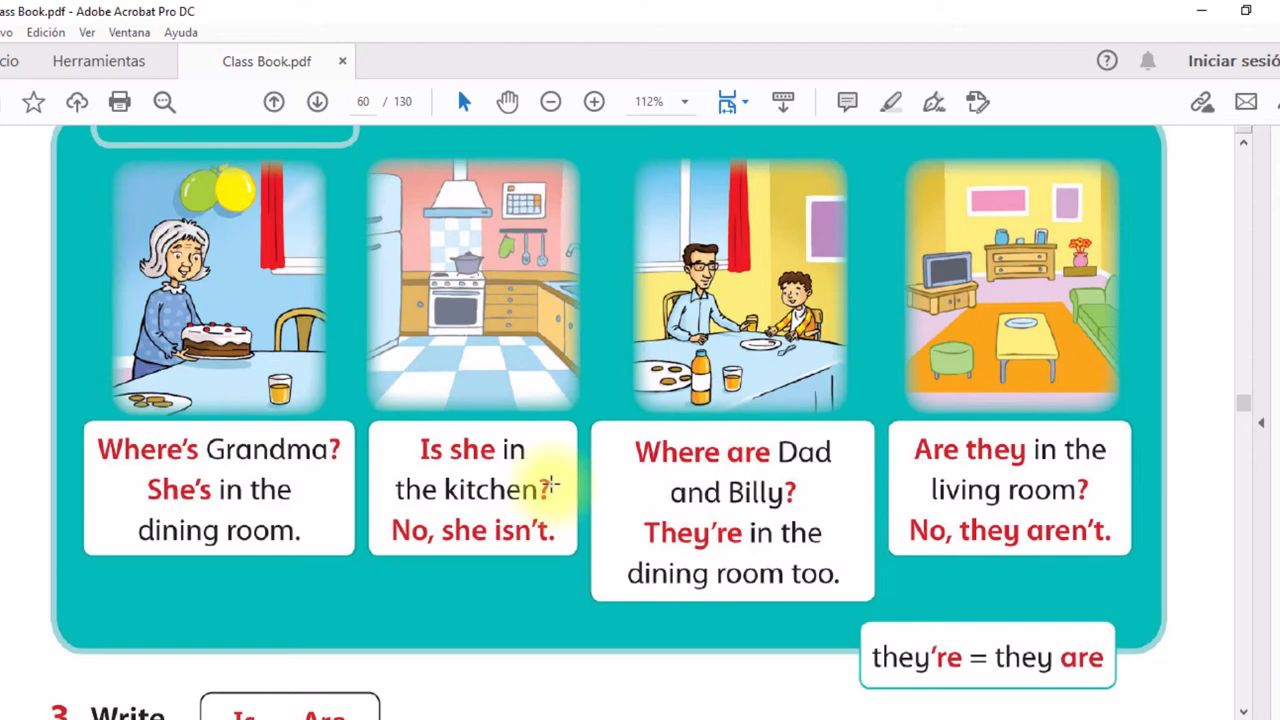 ass Book.pdf - Adobe Acrobat Pro DC
vo Edición Ver Ventana Ayuda
cio Herramientas Class Book.pdf × Iniciar sesió
60 / 130 112%
Where's Grandma?
She's in the
dining room.
Is she in
the kitchen?
No, she isn't.
Where are Dad
and Billy?
They're in the
dining room too.
Are they in the
living room?
No, they aren't.
they're = they are
3 Write Is Are